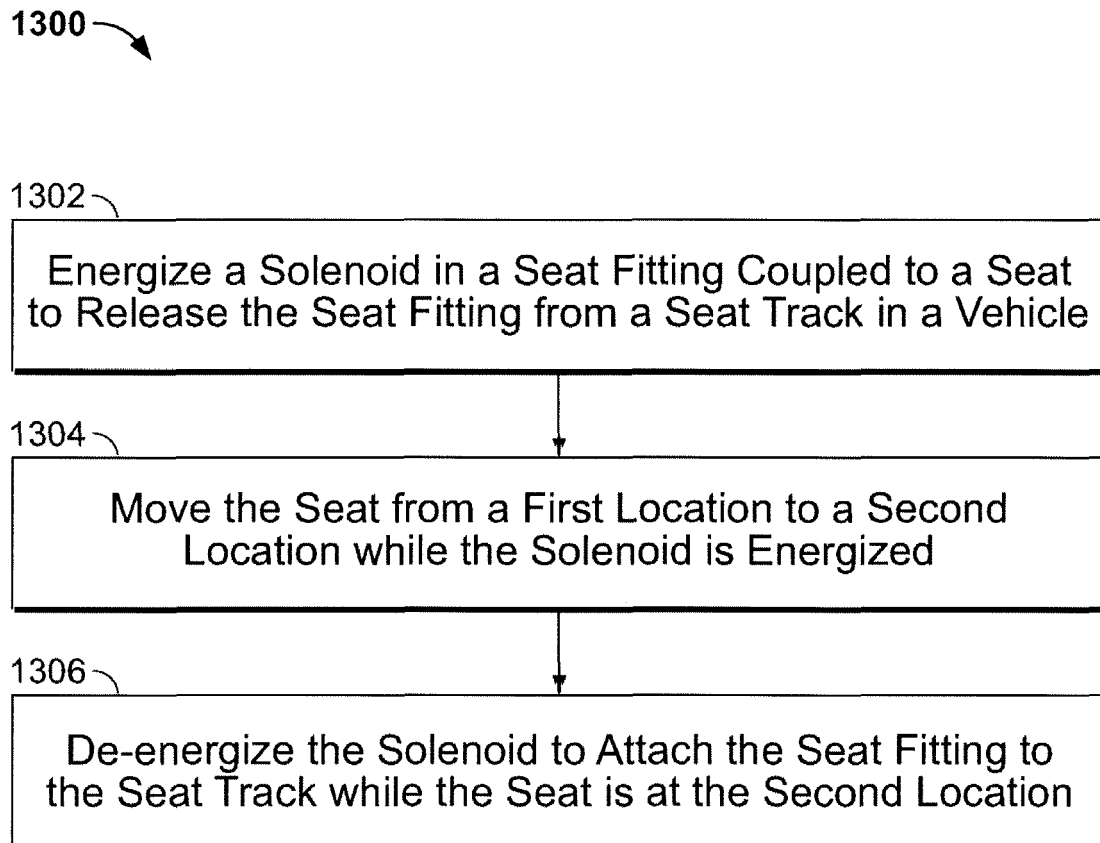 1300
1302
Energize a Solenoid in a Seat Fitting Coupled to a Seat
to Release the Seat Fitting from a Seat Track in a Vehicle
1304
Move the Seat from a First Location to a Second
Location while the Solenoid is Energized
1306
De-energize the Solenoid to Attach the Seat Fitting to
the Seat Track while the Seat is at the Second Location